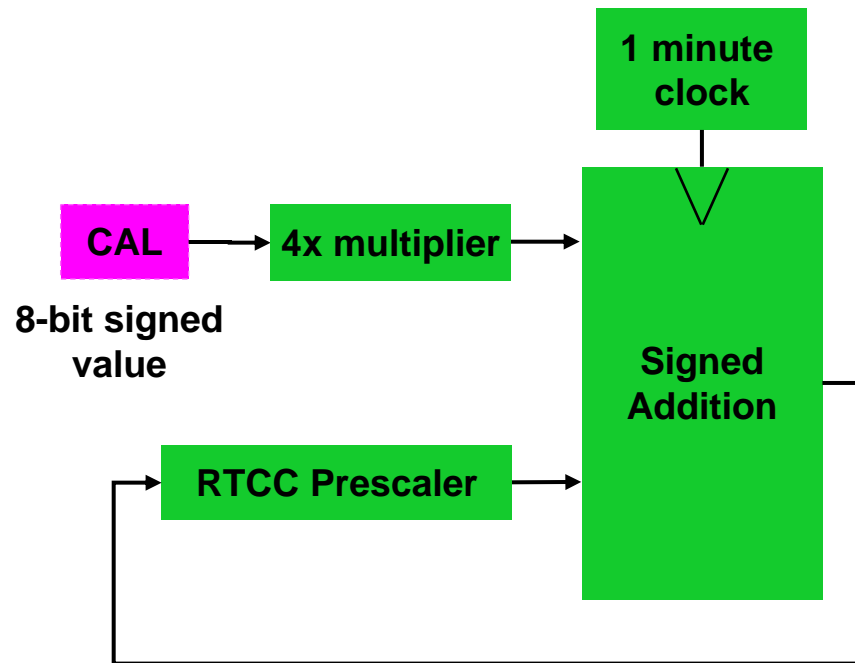 1 minute
clock
CAL
4x multiplier
8-bit signed
value
Signed
Addition
RTCC Prescaler